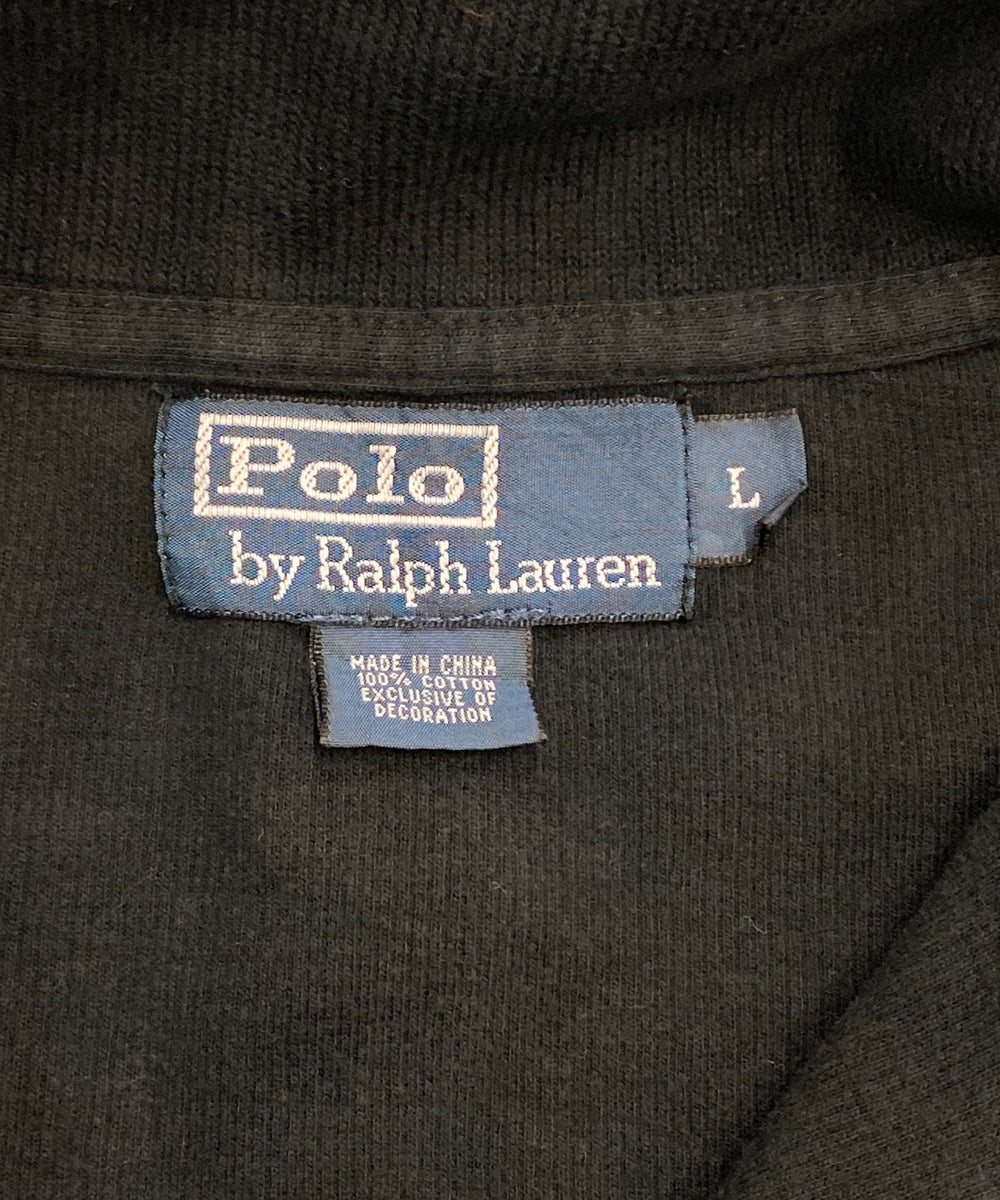 Polo
by Ralph Lauren
L
MADE IN CHINA
100% COTTON
EXCLUSIVE OF
DECORATION